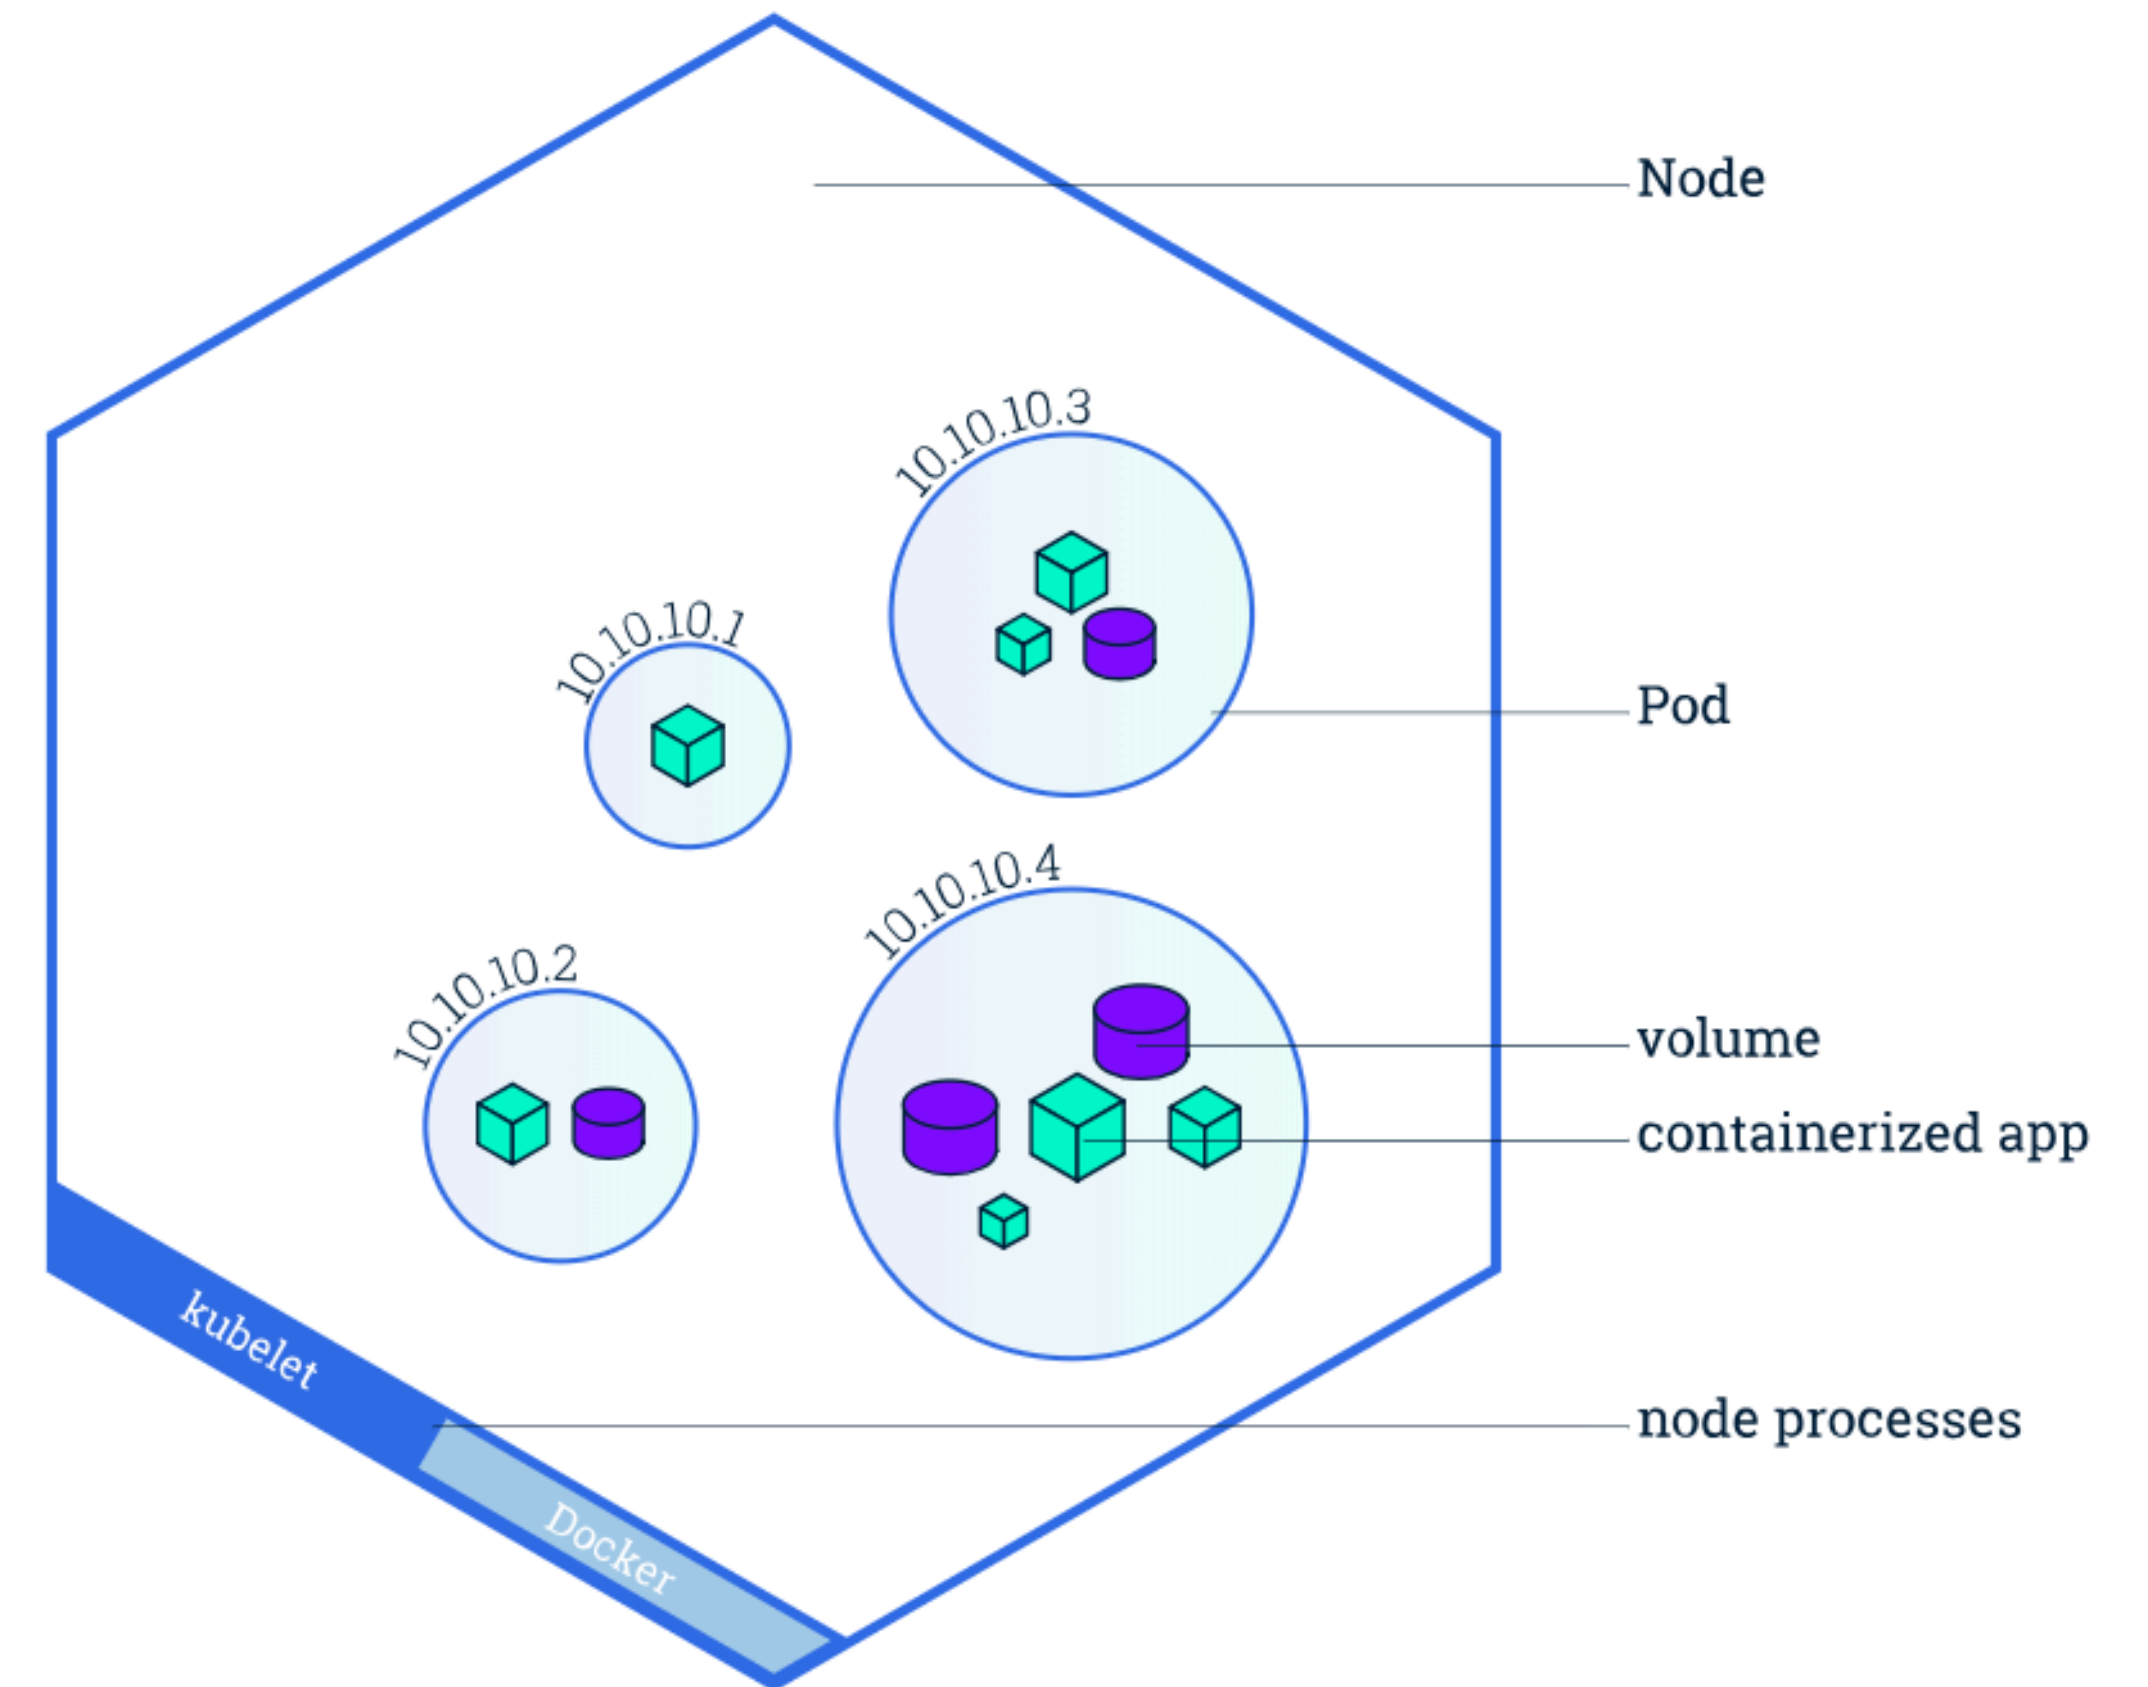 Node
10.10.10.3
10.10.10.1
Pod
10.10.10.4
10.10.10.2
volume
containerized app
kubelet
node processes
Docker